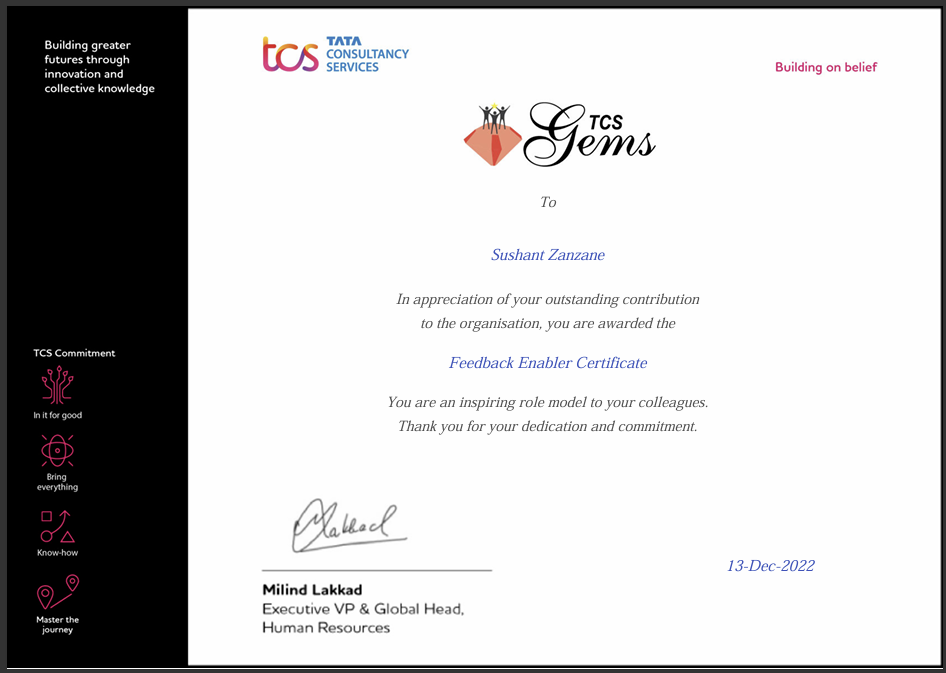 Building greater
futures through
innovation and
collective knowledge
tcs TATA
CONSULTANCY
SERVICES
Building on belief
TCS
Gems
To
Sushant Zanzane
In appreciation of your outstanding contribution
to the organisation, you are awarded the
Feedback Enabler Certificate
You are an inspiring role model to your colleagues.
Thank you for your dedication and commitment.
TCS Commitment
In it for good
Bring
everything
Know-how
Master the
journey
MLakkad
Milind Lakkad
Executive VP & Global Head,
Human Resources
13-Dec-2022